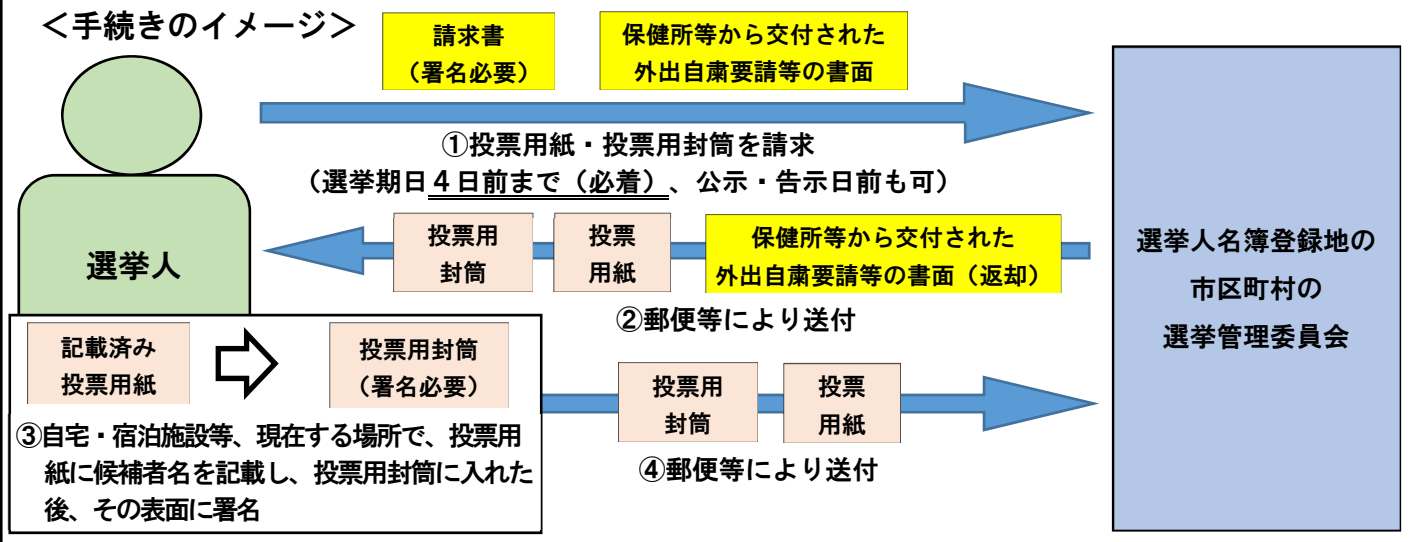 ＜手続きのイメージ＞
請求書
（署名必要）
保健所等から交付された
外出自粛要請等の書面
①投票用紙・投票用封筒を請求
（選挙期日４日前まで（必着）、公示・告示日前も可）
選挙人
投票用
封筒
投票
用紙
保健所等から交付された
外出自粛要請等の書面（返却）
②郵便等により送付
選挙人名簿登録地の
市区町村の
選挙管理委員会
記載済み
投票用紙
投票用封筒
（署名必要）
③自宅・宿泊施設等、現在する場所で、投票用
紙に候補者名を記載し、投票用封筒に入れた
後、その表面に署名
投票用
封筒
投票
用紙
④郵便等により送付